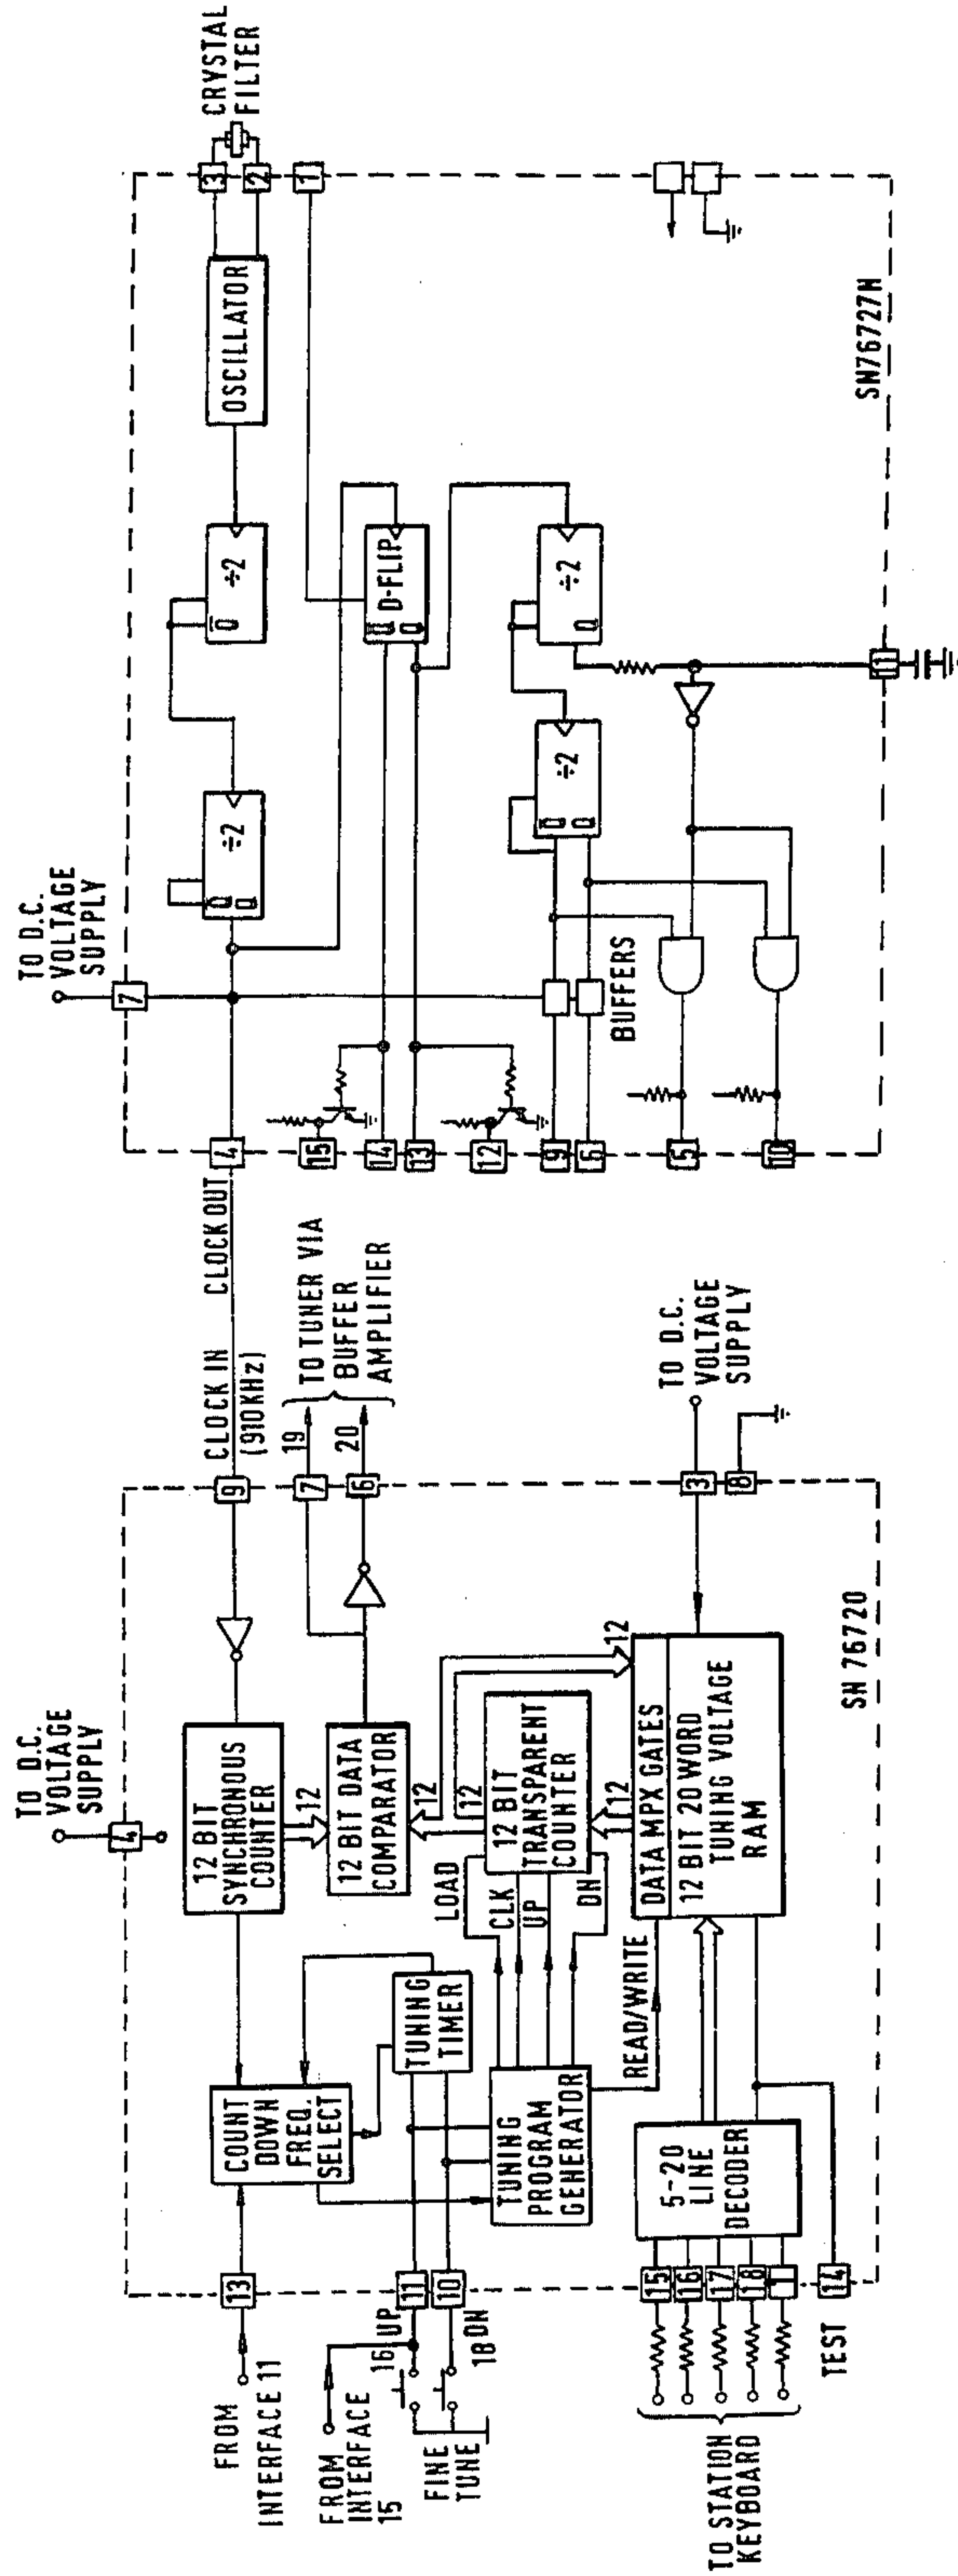 TO D.C.
VOLTAGE
SUPPLY
4
FROM
INTERFACE 11
13
COUNT
DOWN
FREQ.
SELECT
12 BIT
SYNCHRONOUS
COUNTER
9
CLOCK IN
(910KHz)
12
12 BIT DATA
COMPARATOR
7
19
6
20
TO TUNER VIA
BUFFER
AMPLIFIER
FROM
INTERFACE
15
16
UP
11
10
18
DN
FINE
TUNE
TUNING
TIMER
12
12
LOAD
CLK
UP
DN
TUNING
PROGRAM
GENERATOR
12 BIT
TRANSPARENT
COUNTER
READ/WRITE
12
12
DATA MPX GATES
12 BIT 20 WORD
TUNING VOLTAGE
RAM
3
TO D.C.
VOLTAGE
SUPPLY
8
5-20
LINE
DECODER
15
16
17
18
1
14
TEST
TO STATION
KEYBOARD
SN 76720
TO D.C.
VOLTAGE
SUPPLY
7
CLOCK OUT
4
Q
Q
÷2
Q
÷2
OSCILLATOR
3
2
CRYSTAL
FILTER
1
15
14
13
Q
Q
D-FLIP
12
9
6
BUFFERS
Q
Q
÷2
Q
÷2
5
10
11
SN76727N